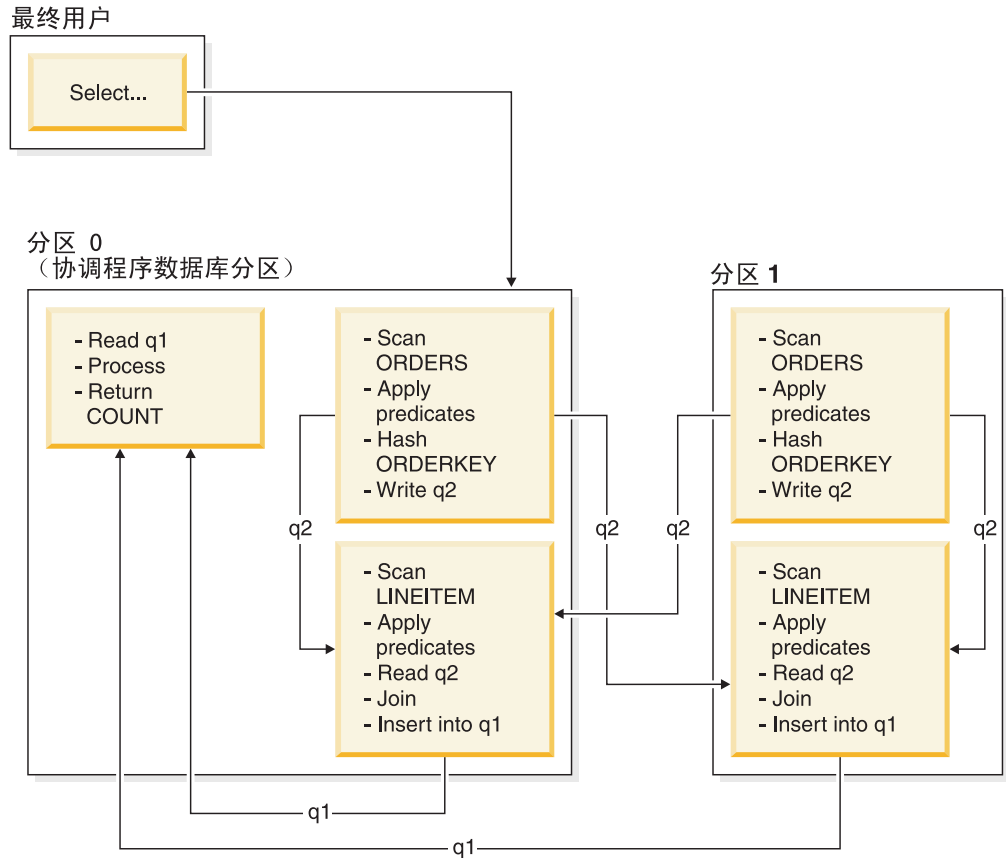 最终用户
Select...
分区 0
（协调程序数据库分区）
- Read q1
- Process
- Return
COUNT
- Scan
ORDERS
- Apply
predicates
- Hash
ORDERKEY
- Write q2
q2
q2
- Scan
LINEITEM
- Apply
predicates
- Read q2
- Join
- Insert into q1
分区 1
- Scan
ORDERS
- Apply
predicates
- Hash
ORDERKEY
- Write q2
q2
q2
- Scan
LINEITEM
- Apply
predicates
- Read q2
- Join
- Insert into q1
q1
q1